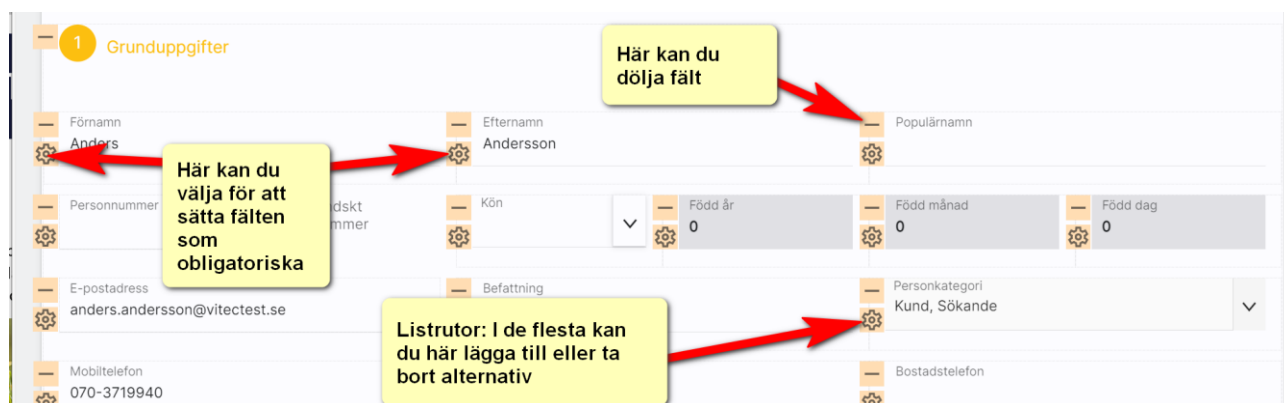 1 Grunduppgifter
Här kan du
dölja fält
Förnamn
Anders
Efternamn
Andersson
Populärnamn
Här kan du
välja för att
sätta fälten
som
obligatoriska
Personnummer
Kön
Född år
0
Född månad
0
Född dag
0
E-postadress
anders.andersson@vitectest.se
Befattning
Personkategori
Kund, Sökande
Listrutor: I de flesta kan
du här lägga till eller ta
bort alternativ
Mobiltelefon
070-3719940
Bostadstelefon